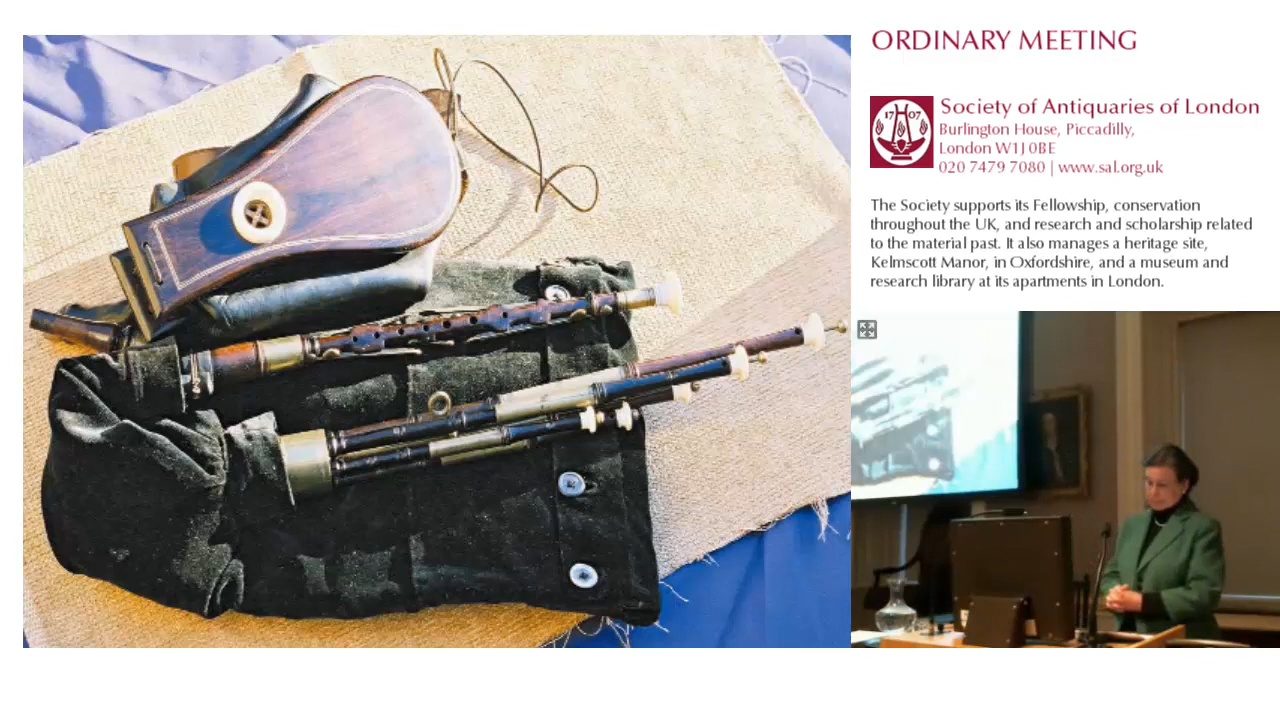 ORDINARY MEETING
17 07
Society of Antiquaries of London
Burlington House, Piccadilly,
London W1J 0BE
020 7479 7080 | www.sal.org.uk
The Society supports its Fellowship, conservation
throughout the UK, and research and scholarship related
to the material past. It also manages a heritage site,
Kelmscott Manor, in Oxfordshire, and a museum and
research library at its apartments in London.